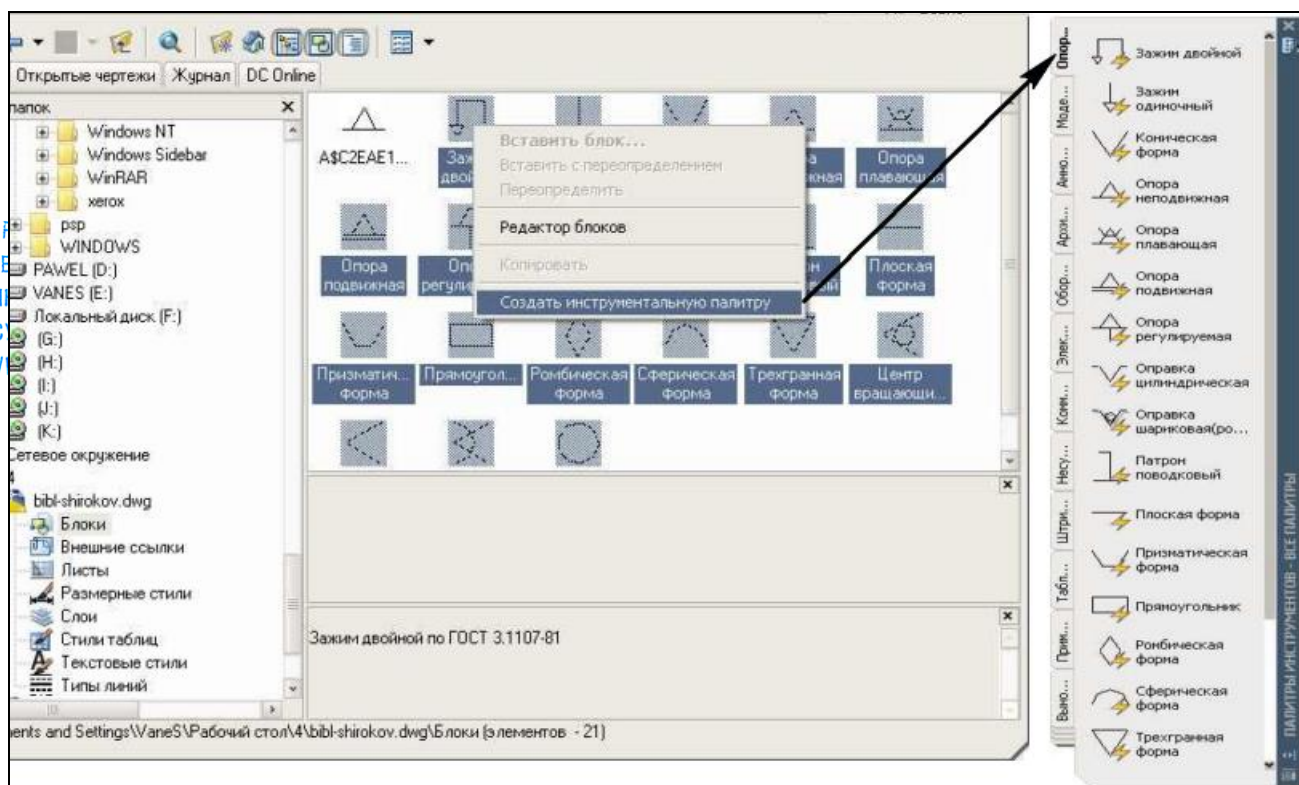 Открытые чертежи Журнал DC Online
папок
Windows NT
Windows Sidebar
WinRAR
xerox
psp
WINDOWS
PAWEL (D:)
VANES (E:)
Локальный диск (F:)
(G:)
(H:)
(I:)
(J:)
(K:)
Сетевое окружение
4
bibl-shirokov.dwg
Блоки
Внешние ссылки
Листы
Размерные стили
Слои
Стили таблиц
Текстовые стили
Типы линий
A$C2EAE1...
Опора
плавающая
Опора
подвижная
Плоская
форма
Призматич...
форма
Прямоугол...
Ромбическая
форма
Сферическая
форма
Трехгранная
форма
Центр
вращающи...
Вставить блок...
Вставить с переопределением
Переопределить
Редактор блоков
Копировать
Создать инструментальную палитру
Зажим двойной по ГОСТ 3.1107-81
ents and Settings\VaneS\Рабочий стол\4\bibl-shirokov.dwg\Блоки (элементов - 21)
Опор...
Моде...
Анно...
Архи...
Обор...
Элек...
Комм...
Несу...
Штри...
Табл...
Прим...
Выно...
Зажим двойной
Зажим
одиночный
Коническая
форма
Опора
неподвижная
Опора
плавающая
Опора
подвижная
Опора
регулируемая
Оправка
цилиндрическая
Оправка
шариковая(ро...
Патрон
поводковый
Плоская форма
Призматическая
форма
Прямоугольник
Ромбическая
форма
Сферическая
форма
Трехгранная
форма
ПАЛИТРЫ ИНСТРУМЕНТОВ - ВСЕ ПАЛИТРЫ